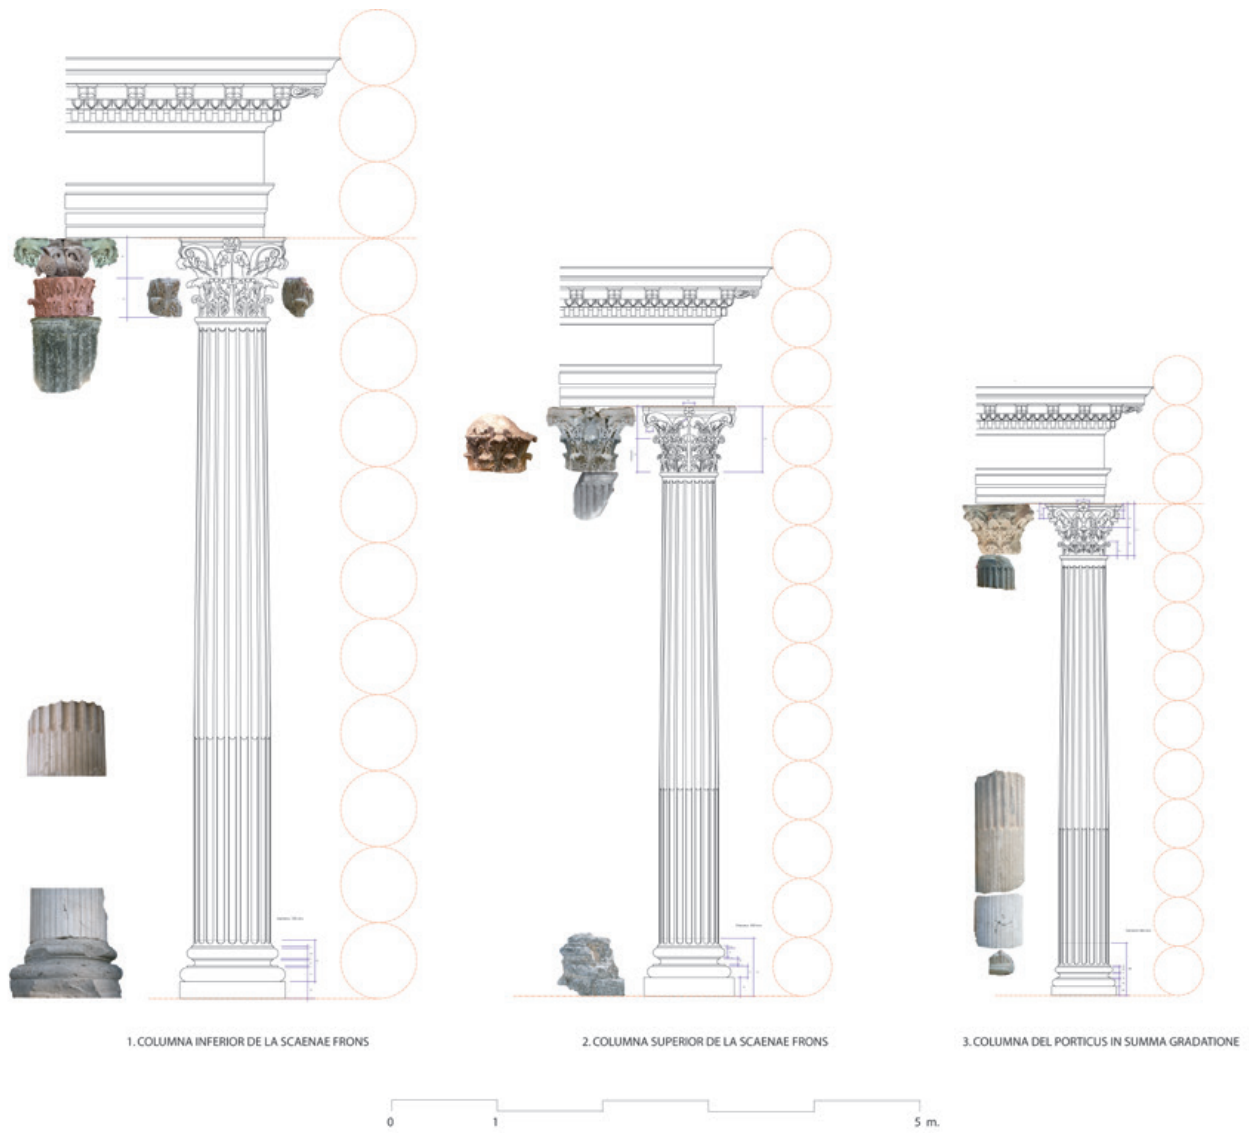 1. COLUMNA INFERIOR DE LA SCAENAE FRONS
2. COLUMNA SUPERIOR DE LA SCAENAE FRONS
3. COLUMNA DEL PORTICUS IN SUMMA GRADATIONE
0 1 5 m.